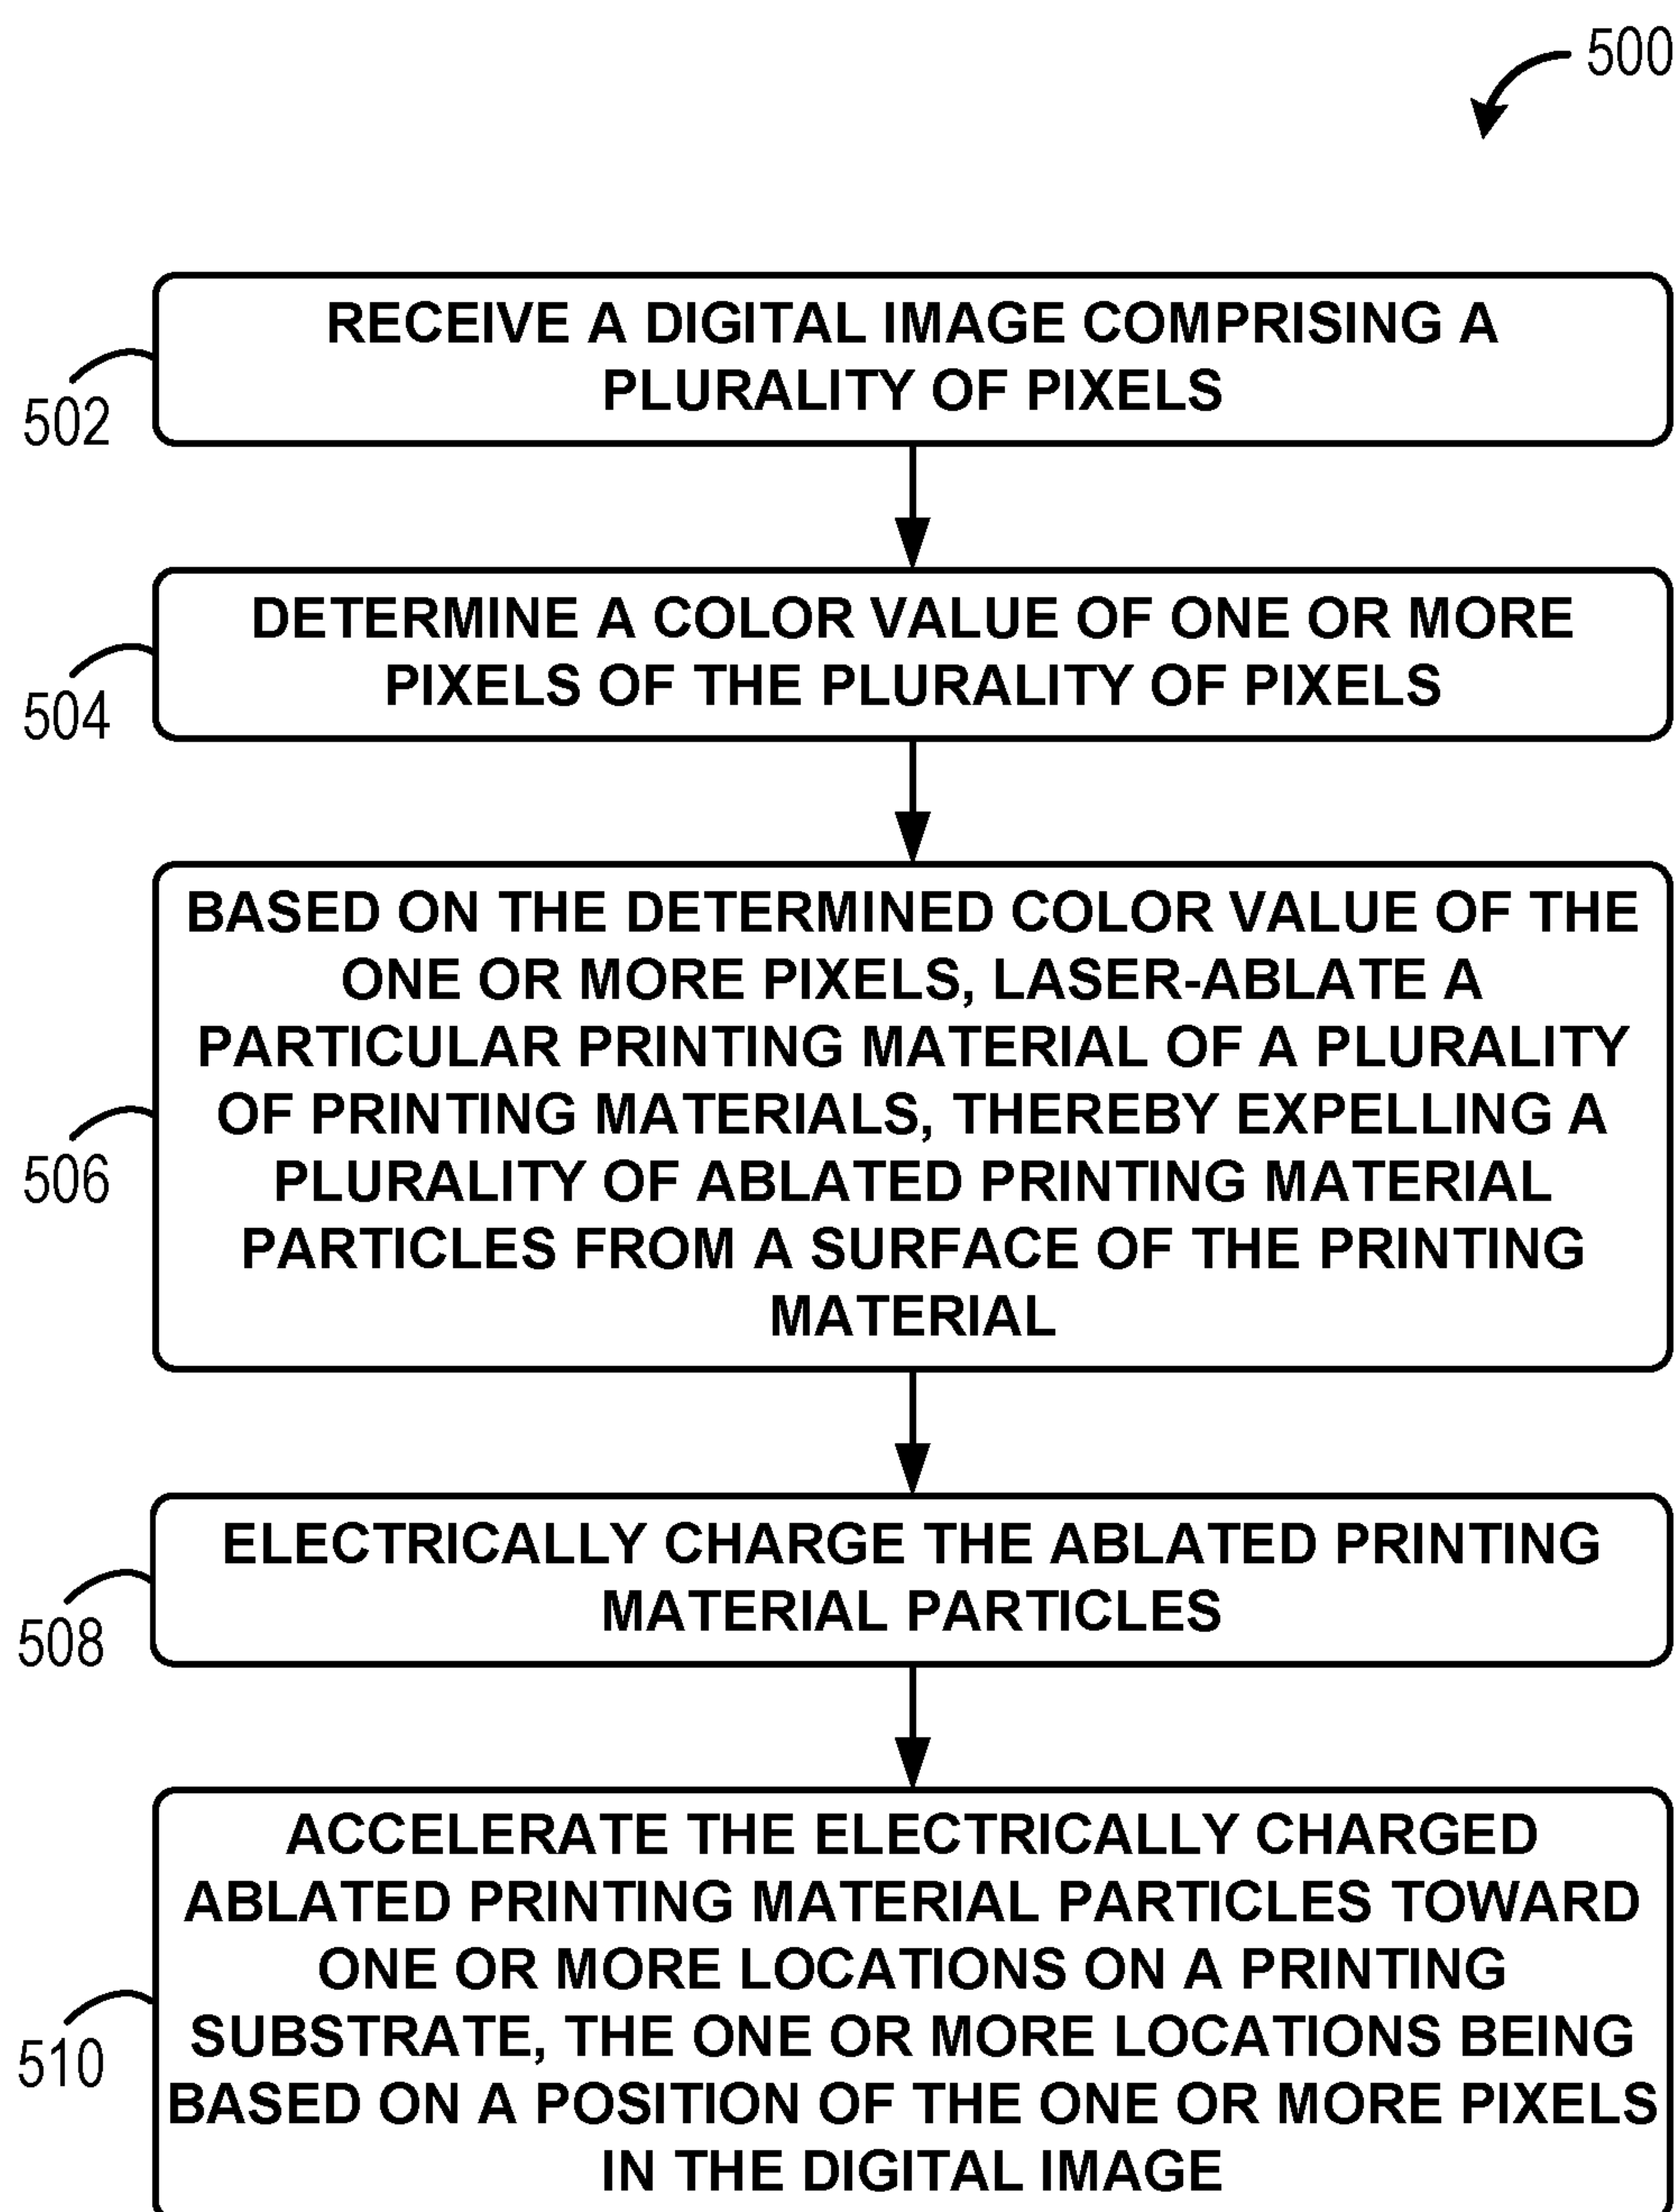 500
RECEIVE A DIGITAL IMAGE COMPRISING A
PLURALITY OF PIXELS
502
DETERMINE A COLOR VALUE OF ONE OR MORE
PIXELS OF THE PLURALITY OF PIXELS
504
BASED ON THE DETERMINED COLOR VALUE OF THE
ONE OR MORE PIXELS, LASER-ABLATE A
PARTICULAR PRINTING MATERIAL OF A PLURALITY
OF PRINTING MATERIALS, THEREBY EXPELLING A
PLURALITY OF ABLATED PRINTING MATERIAL
PARTICLES FROM A SURFACE OF THE PRINTING
MATERIAL
506
ELECTRICALLY CHARGE THE ABLATED PRINTING
MATERIAL PARTICLES
508
ACCELERATE THE ELECTRICALLY CHARGED
ABLATED PRINTING MATERIAL PARTICLES TOWARD
ONE OR MORE LOCATIONS ON A PRINTING
SUBSTRATE, THE ONE OR MORE LOCATIONS BEING
BASED ON A POSITION OF THE ONE OR MORE PIXELS
IN THE DIGITAL IMAGE
510